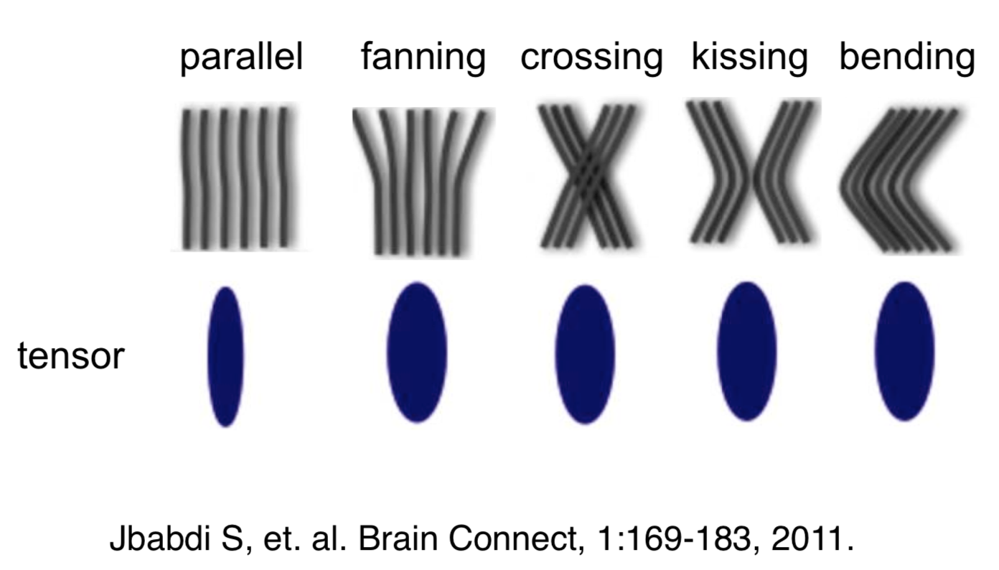 parallel fanning crossing kissing bending
tensor
Jbabdi S, et. al. Brain Connect, 1:169-183, 2011.